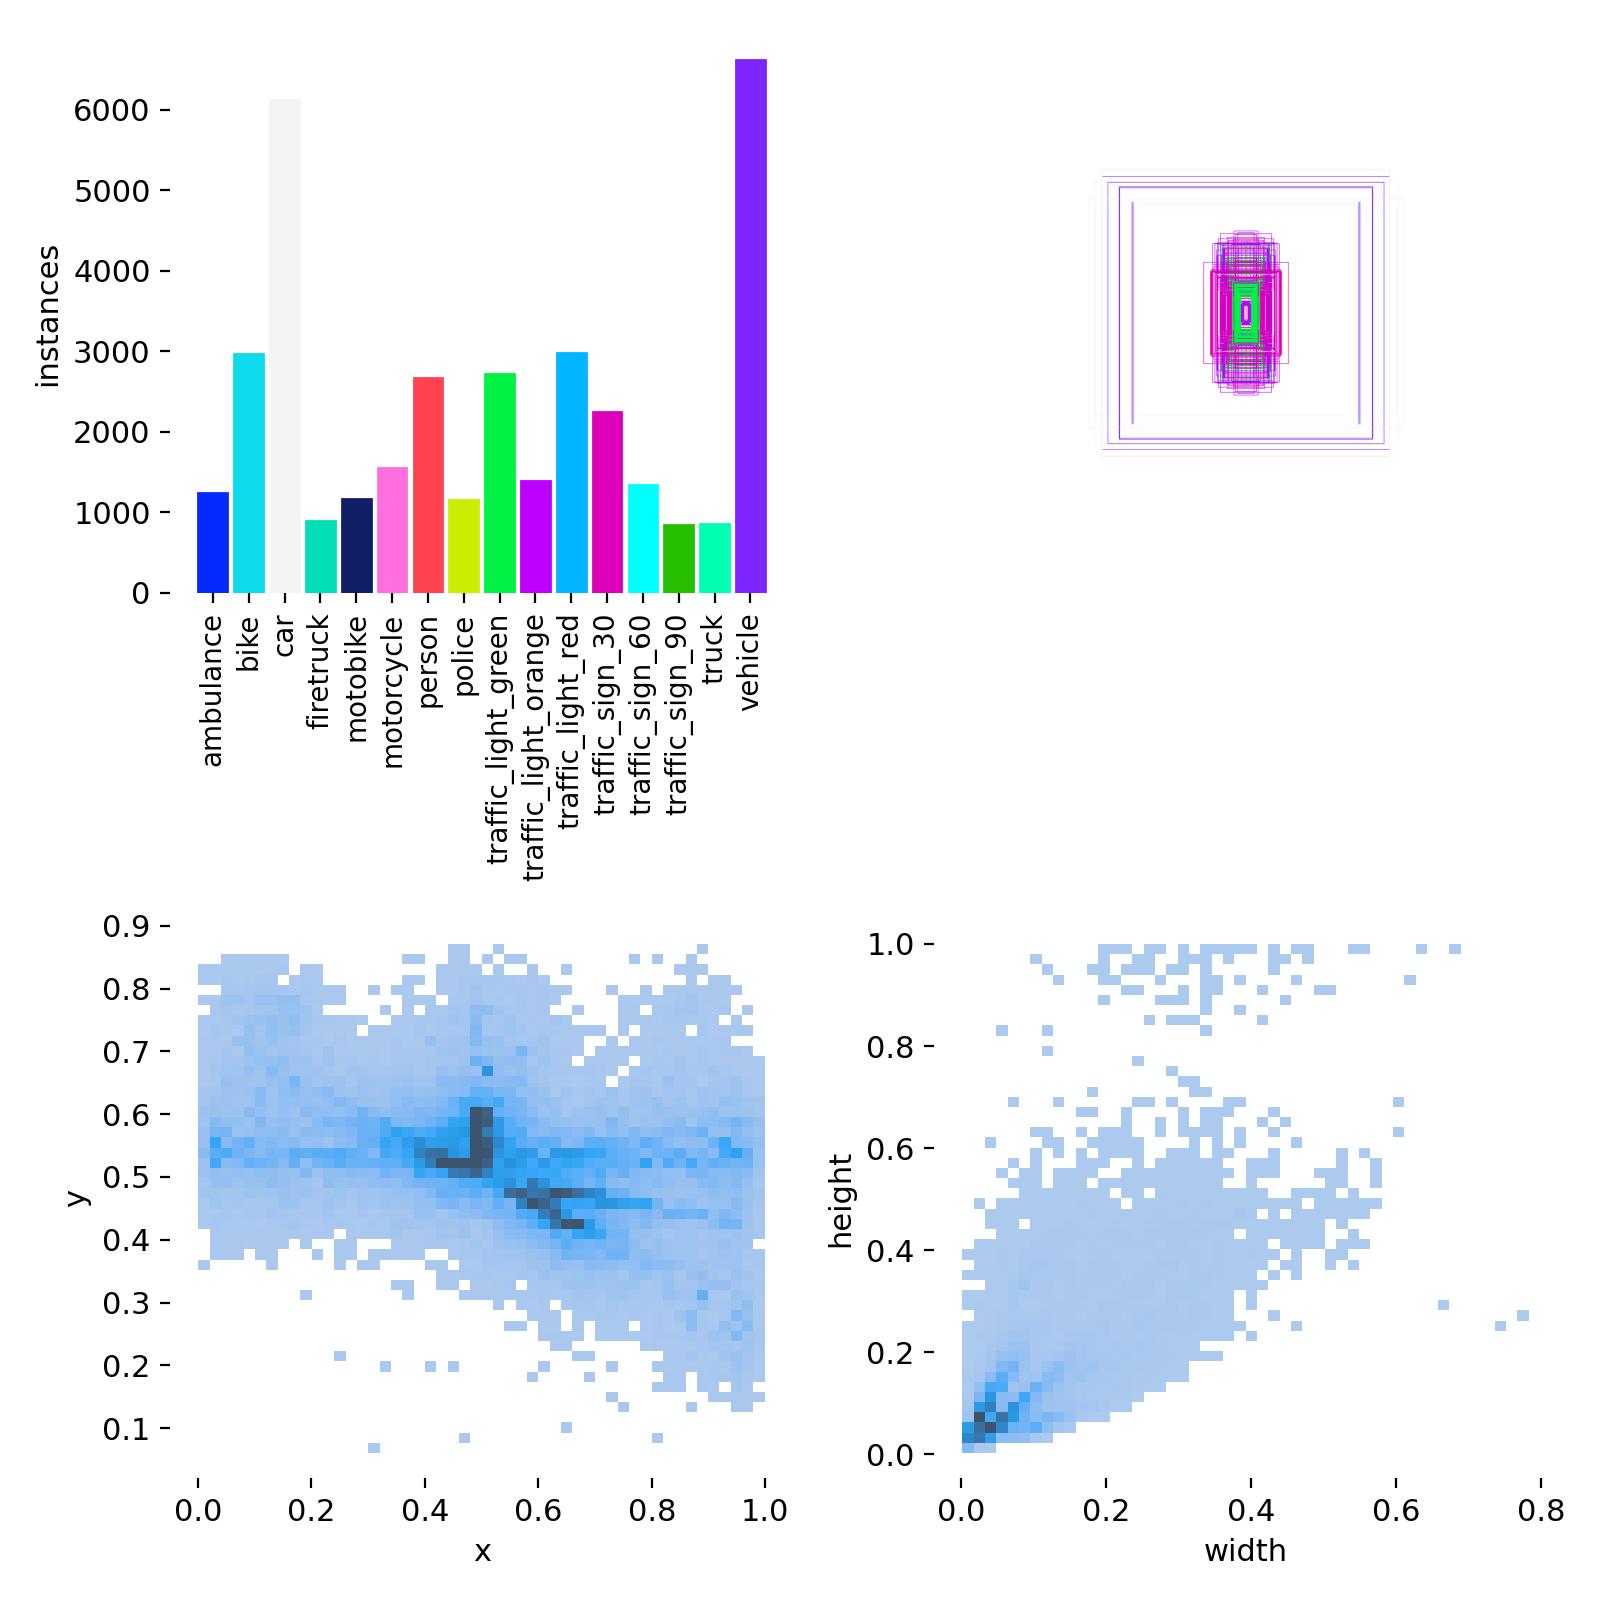 instances
6000
5000
4000
3000
2000
1000
0
ambulance
bike
car
firetruck
motobike
motorcycle
person
police
traffic_light_green
traffic_light_orange
traffic_light_red
traffic_sign_30
traffic_sign_60
traffic_sign_90
truck
vehicle
y
0.9
0.8
0.7
0.6
0.5
0.4
0.3
0.2
0.1
0.0 0.2 0.4 0.6 0.8 1.0
x
height
1.0
0.8
0.6
0.4
0.2
0.0
0.0 0.2 0.4 0.6 0.8
width